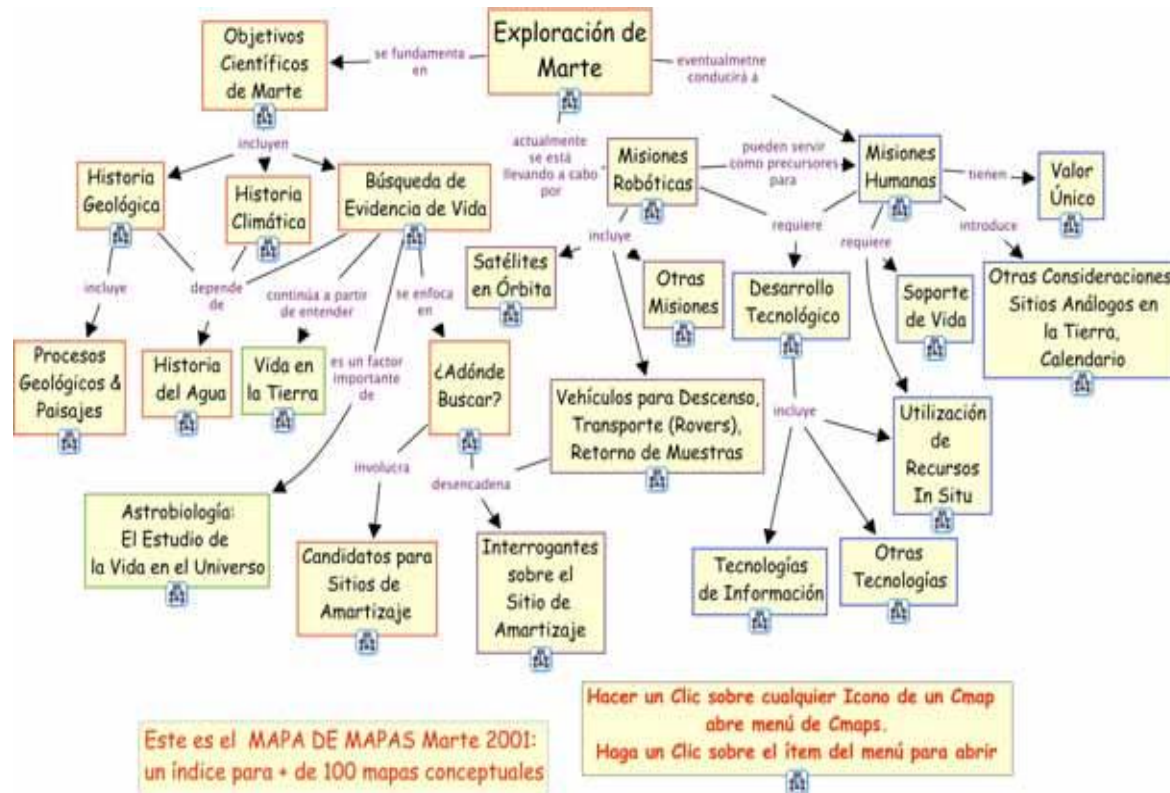 Exploración de
Marte
se fundamenta
en
Objetivos
Científicos
de Marte
eventualmetne
conducirá a
actualmente
se está
llevando a cabo
por
Misiones
Robóticas
pueden servir
como precursores
para
Misiones
Humanas
tienen
Valor
Único
incluyen
Historia
Geológica
Historia
Climática
Búsqueda de
Evidencia de Vida
incluye
requiere
requiere
introduce
Satélites
en Órbita
Otras
Misiones
Desarrollo
Tecnológico
Soporte
de Vida
Otras Consideraciones
Sitios Análogos en
la Tierra,
Calendario
incluye
depende
de
continúa a partir
de entender
se enfoca
en
Procesos
Geológicos &
Paisajes
Historia
del Agua
Vida en
la Tierra
es un factor
importante
de
¿Adónde
Buscar?
Vehículos para Descenso,
Transporte (Rovers),
Retorno de Muestras
incluye
Utilización
de
Recursos
In Situ
involucra
desencadena
Astrobiología:
El Estudio de
la Vida en el Universo
Candidatos para
Sitios de
Amartizaje
Interrogantes
sobre el
Sitio de
Amartizaje
Tecnologías
de Información
Otras
Tecnologías
Este es el MAPA DE MAPAS Marte 2001:
un índice para + de 100 mapas conceptuales
Hacer un Clic sobre cualquier Icono de un Cmap
abre menú de Cmaps.
Haga un Clic sobre el ítem del menú para abrir